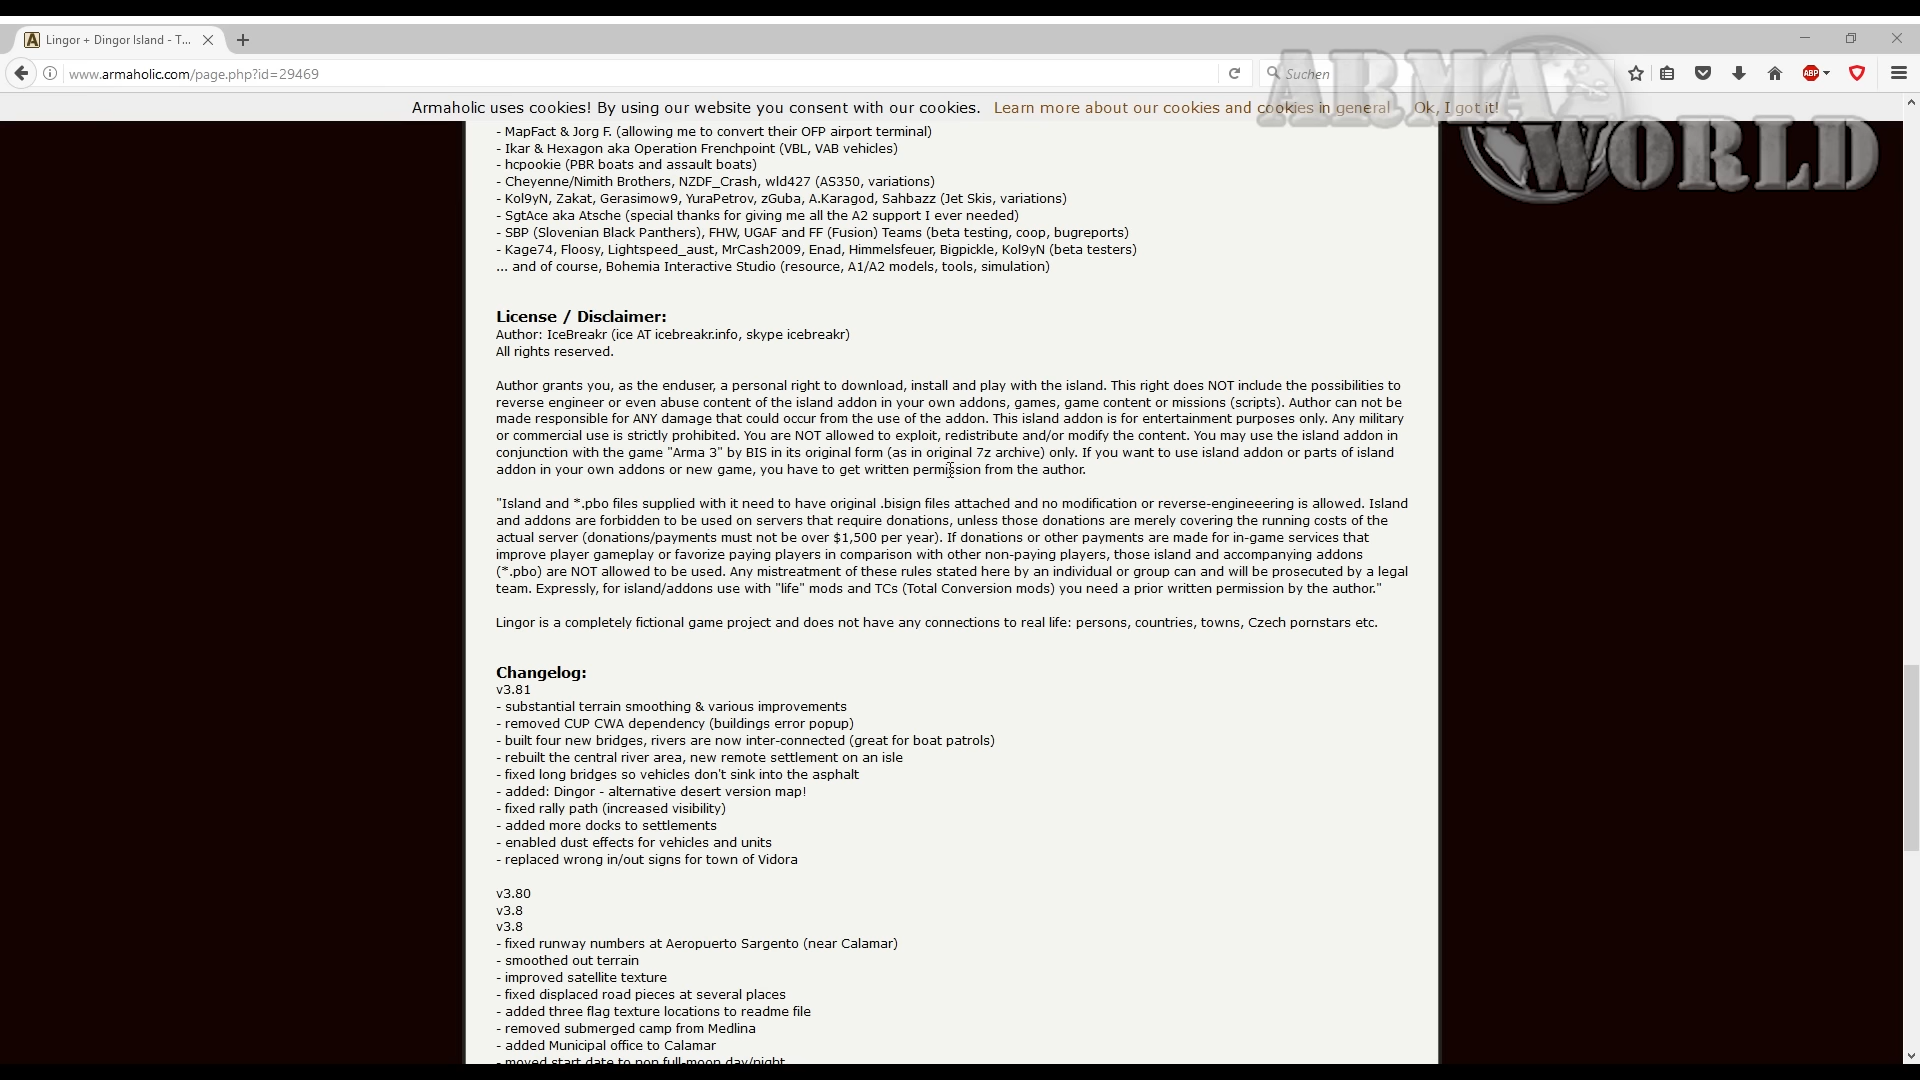 Lingor + Dingor Island - T...
www.armaholic.com/page.php?id=29469
Suchen
ABP
ARMA
WORLD
Armaholic uses cookies! By using our website you consent with our cookies. Learn more about our cookies and cookies in general Ok, I got it!
- MapFact & Jorg F. (allowing me to convert their OFP airport terminal)
- Ikar & Hexagon aka Operation Frenchpoint (VBL, VAB vehicles)
- hcpookie (PBR boats and assault boats)
- Cheyenne/Nimith Brothers, NZDF_Crash, wld427 (AS350, variations)
- Kol9yN, Zakat, Gerasimow9, YuraPetrov, zGuba, A.Karagod, Sahbazz (Jet Skis, variations)
- SgtAce aka Atsche (special thanks for giving me all the A2 support I ever needed)
- SBP (Slovenian Black Panthers), FHW, UGAF and FF (Fusion) Teams (beta testing, coop, bugreports)
- Kage74, Floosy, Lightspeed_aust, MrCash2009, Enad, Himmelsfeuer, Bigpickle, Kol9yN (beta testers)
... and of course, Bohemia Interactive Studio (resource, A1/A2 models, tools, simulation)
License / Disclaimer:
Author: IceBreakr (ice AT icebreakr.info, skype icebreakr)
All rights reserved.
Author grants you, as the enduser, a personal right to download, install and play with the island. This right does NOT include the possibilities to
reverse engineer or even abuse content of the island addon in your own addons, games, game content or missions (scripts). Author can not be
made responsible for ANY damage that could occur from the use of the addon. This island addon is for entertainment purposes only. Any military
or commercial use is strictly prohibited. You are NOT allowed to exploit, redistribute and/or modify the content. You may use the island addon in
conjunction with the game "Arma 3" by BIS in its original form (as in original 7z archive) only. If you want to use island addon or parts of island
addon in your own addons or new game, you have to get written permission from the author.
"Island and *.pbo files supplied with it need to have original .bisign files attached and no modification or reverse-engineeering is allowed. Island
and addons are forbidden to be used on servers that require donations, unless those donations are merely covering the running costs of the
actual server (donations/payments must not be over $1,500 per year). If donations or other payments are made for in-game services that
improve player gameplay or favorize paying players in comparison with other non-paying players, those island and accompanying addons
(*.pbo) are NOT allowed to be used. Any mistreatment of these rules stated here by an individual or group can and will be prosecuted by a legal
team. Expressly, for island/addons use with "life" mods and TCs (Total Conversion mods) you need a prior written permission by the author."
Lingor is a completely fictional game project and does not have any connections to real life: persons, countries, towns, Czech pornstars etc.
Changelog:
v3.81
- substantial terrain smoothing & various improvements
- removed CUP CWA dependency (buildings error popup)
- built four new bridges, rivers are now inter-connected (great for boat patrols)
- rebuilt the central river area, new remote settlement on an isle
- fixed long bridges so vehicles don't sink into the asphalt
- added: Dingor - alternative desert version map!
- fixed rally path (increased visibility)
- added more docks to settlements
- enabled dust effects for vehicles and units
- replaced wrong in/out signs for town of Vidora
v3.80
v3.8
v3.8
- fixed runway numbers at Aeropuerto Sargento (near Calamar)
- smoothed out terrain
- improved satellite texture
- fixed displaced road pieces at several places
- added three flag texture locations to readme file
- removed submerged camp from Medlina
- added Municipal office to Calamar
- moved start date to non full-moon day/night